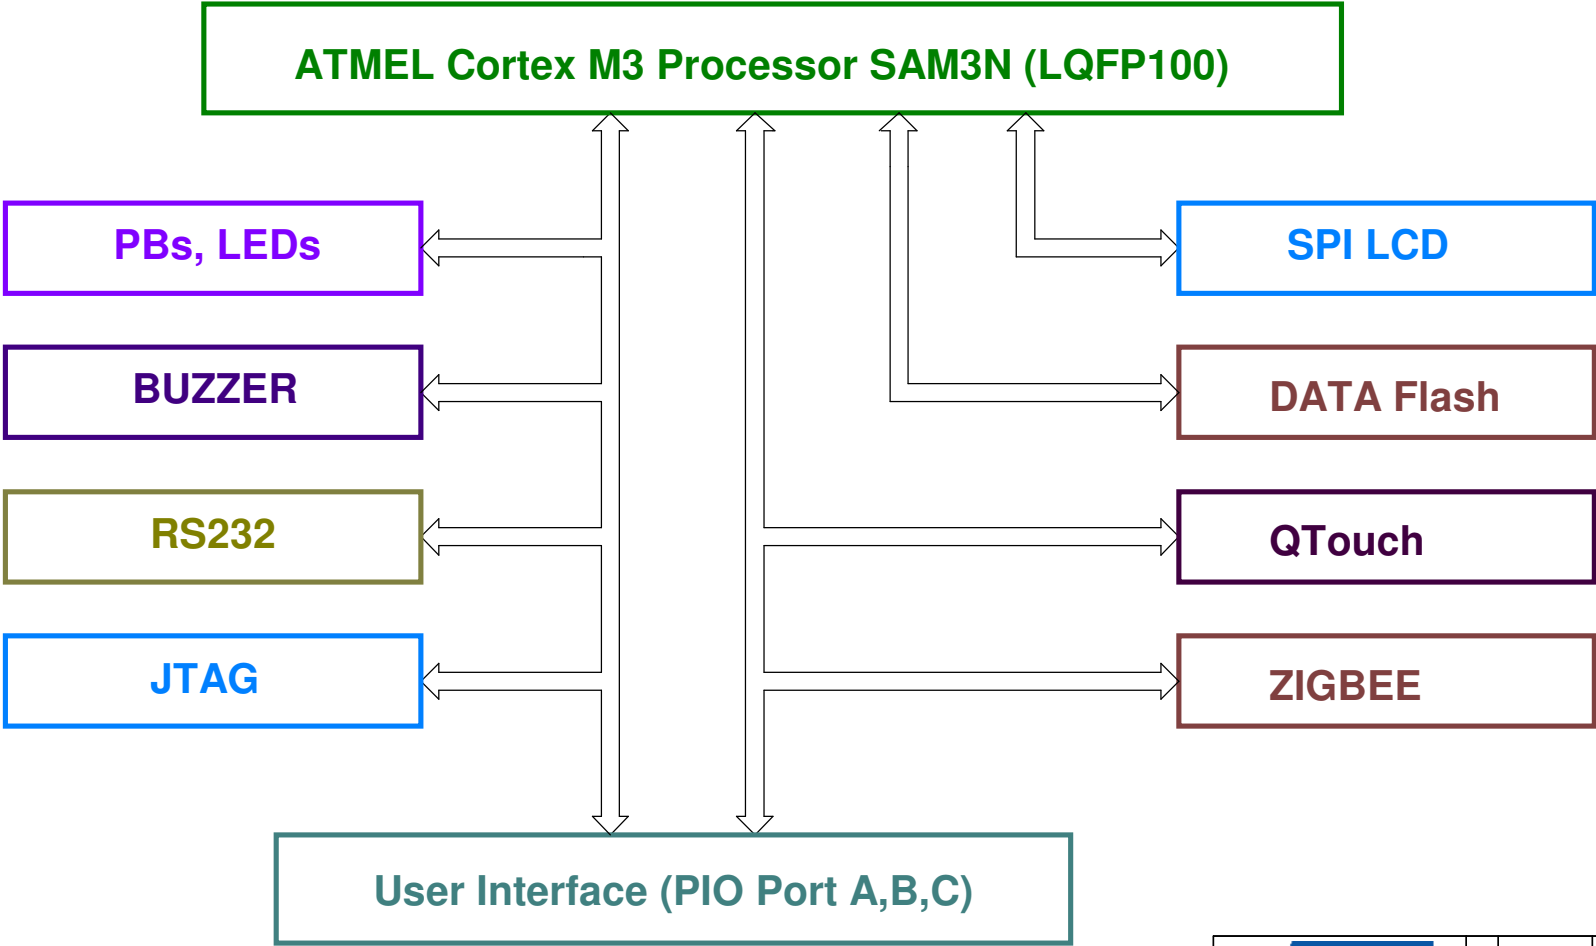 ATMEL Cortex M3 Processor SAM3N (LQFP100)
PBs, LEDs
SPI LCD
BUZZER
DATA Flash
RS232
QTouch
JTAG
ZIGBEE
User Interface (PIO Port A,B,C)